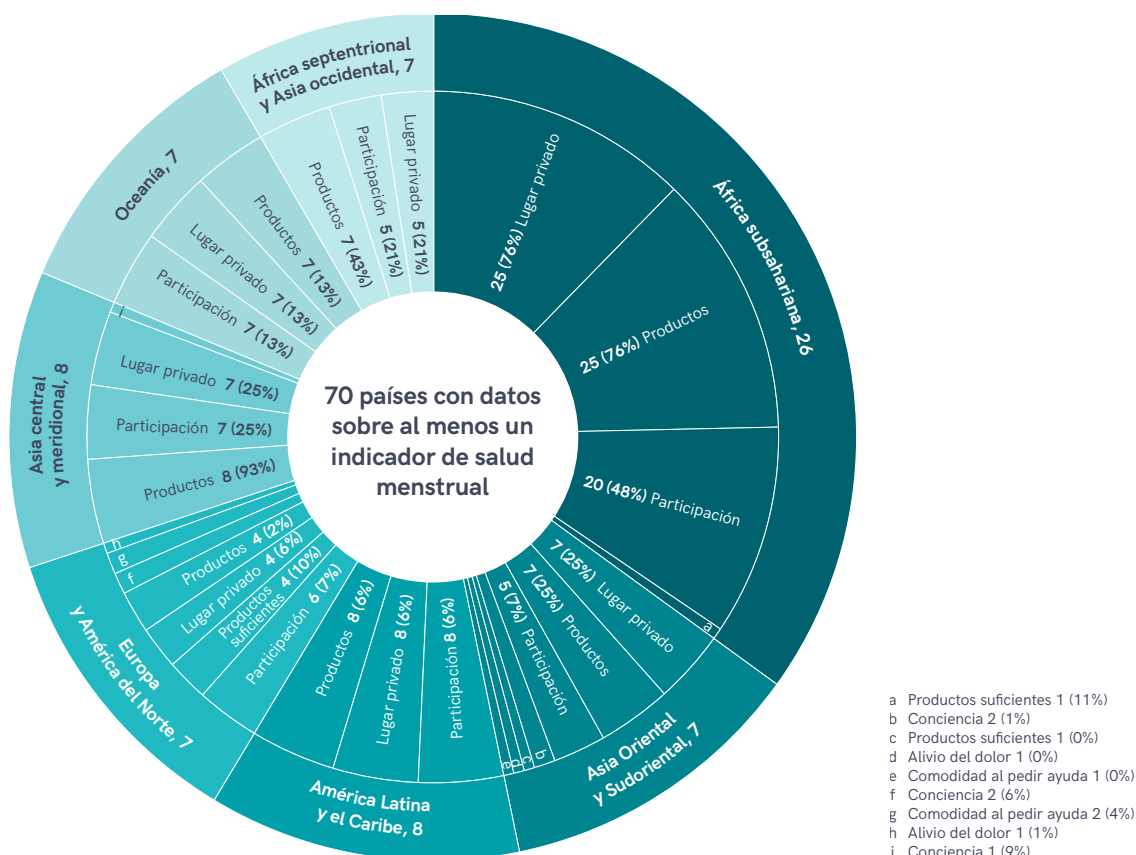 70 países con datos
sobre al menos un
indicador de salud
menstrual
África subsahariana, 26
25 (76%) Lugar privado
25 (76%) Productos
20 (48%) Participación
a
Asia Oriental
y Sudoriental, 7
7 (25%) Lugar privado
7 (25%) Productos
5 (7%) Participación
b
c
d
e
América Latina
y el Caribe, 8
Participación 8 (6%)
Lugar privado 8 (6%)
Productos 8 (6%)
Europa
y América del Norte, 7
Participación 6 (7%)
Productos
suficientes 4 (10%)
Lugar privado 4 (6%)
Productos 4 (2%)
f
g
h
Asia central
y meridional, 8
Productos 8 (93%)
Participación 7 (25%)
Lugar privado 7 (25%)
i
Oceanía, 7
Participación 7 (13%)
Lugar privado 7 (13%)
Productos 7 (13%)
África septentrional
y Asia occidental, 7
Productos 7 (43%)
Participación 5 (21%)
Lugar privado 5 (21%)
a Productos suficientes 1 (11%)
b Conciencia 2 (1%)
c Productos suficientes 1 (0%)
d Alivio del dolor 1 (0%)
e Comodidad al pedir ayuda 1 (0%)
f Conciencia 2 (6%)
g Comodidad al pedir ayuda 2 (4%)
h Alivio del dolor 1 (1%)
i Conciencia 1 (9%)